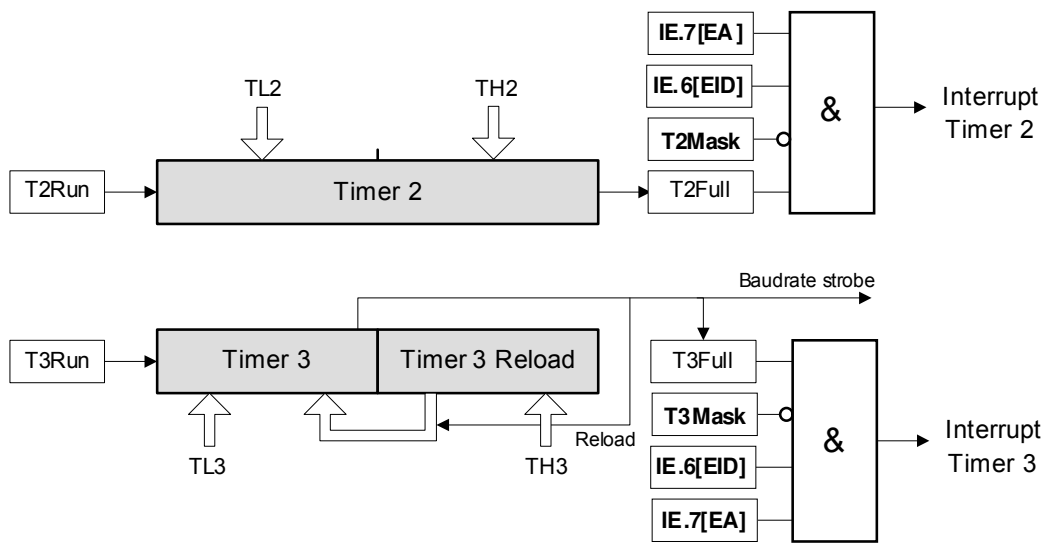 IE.7[EA]
TL2
TH2
IE.6[EID]
&
Interrupt
Timer 2
T2Mask
T2Run
Timer 2
T2Full
Baudrate strobe
T3Run
Timer 3
Timer 3 Reload
T3Full
T3Mask
Reload
&
Interrupt
Timer 3
TL3
TH3
IE.6[EID]
IE.7[EA]